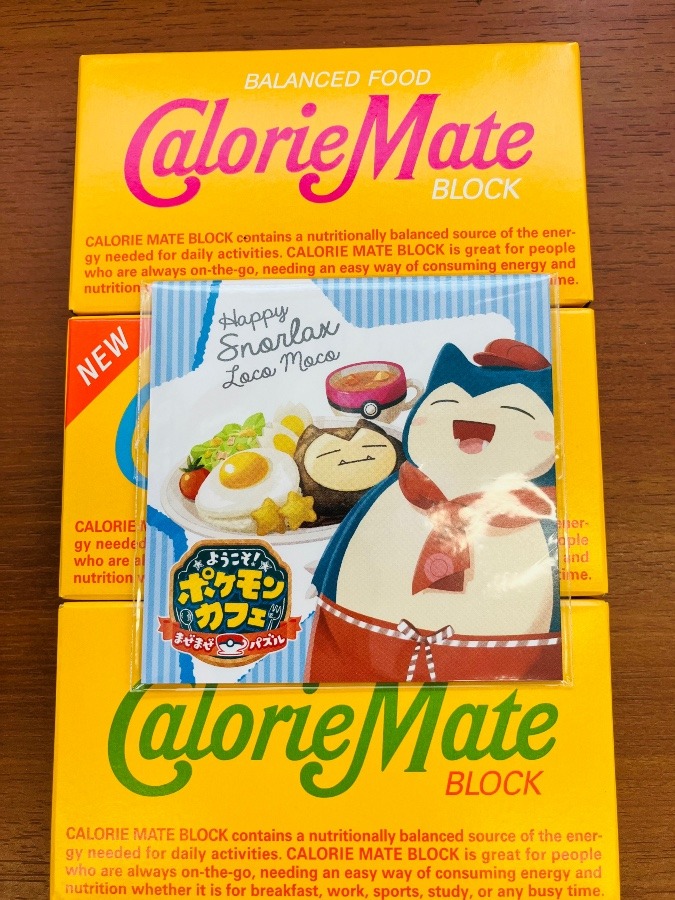 BALANCED FOOD
CalorieMate
BLOCK
CALORIE MATE BLOCK contains a nutritionally balanced source of the ener-
gy needed for daily activities. CALORIE MATE BLOCK is great for people
who are always on-the-go, needing an easy way of consuming energy and
nutrition
NEW
Happy
Snorlax
Loco Moco
ようこそ!
ポケモン
カフェ
まぜまぜ パズル
CALORIE
ener-
gy needed
who are and
nutrition
CalorieMate
BLOCK
CALORIE MATE BLOCK contains a nutritionally balanced source of the ener-
gy needed for daily activities. CALORIE MATE BLOCK is great for people
who are always on-the-go, needing an easy way of consuming energy and
nutrition whether it is for breakfast, work, sports, study, or any busy time.